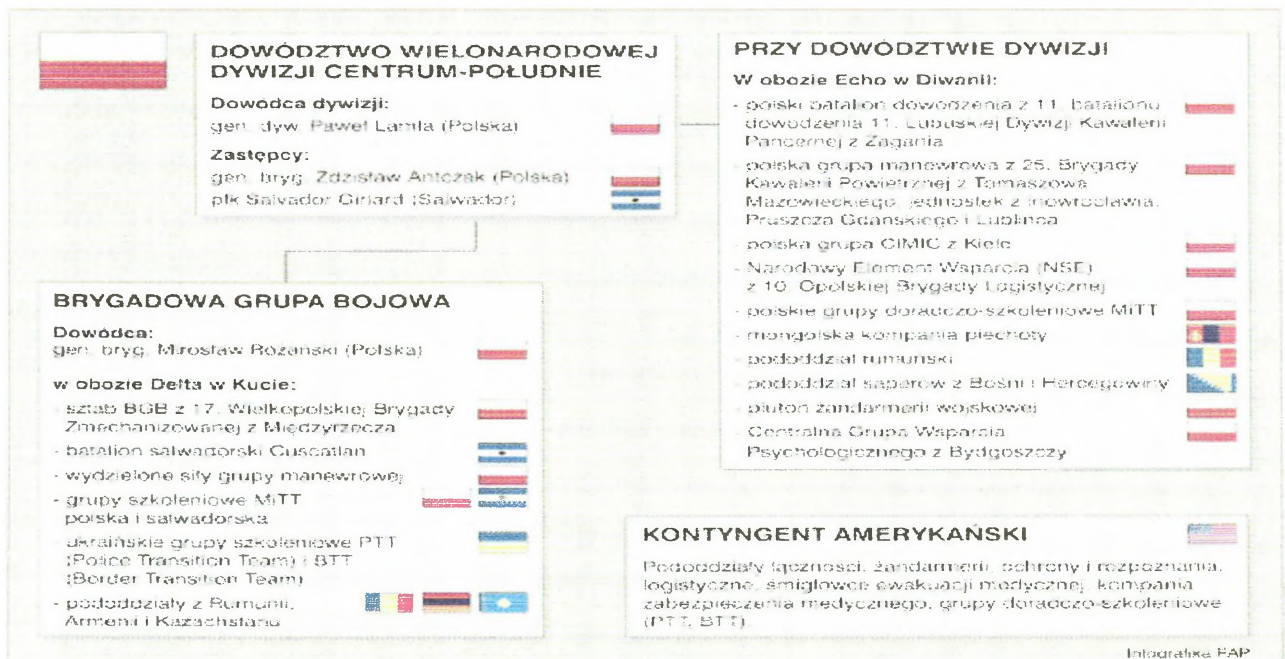 DOWÓDZTWO WIELONARODOWEJ
DYWIZJI CENTRUM-POŁUDNIE
Dowódca dywizji:
gen. dyw. Paweł Lamla (Polska)
Zastępcy:
gen. bryg. Zdzisław Antczak (Polska)
płk Salvador Girlard (Salwador)
PRZY DOWÓDZTWIE DYWIZJI
W obozie Echo w Diwanii:
- polski batalion dowodzenia z 11. batalionu
dowodzenia 11. Lubuskiej Dywizji Kawalerii
Pancernej z Żagania
- polska grupa manewrowa z 25. Brygady
Kawalerii Powietrznej z Tomaszowa
Mazowieckiego, jednostek z Inowrocławia,
Pruszcza Gdańskiego i Lublińca
- polska grupa CIMIC z Kielc
- Narodowy Element Wsparcia (NSE)
z 10. Opolskiej Brygady Logistycznej
- polskie grupy doradczo-szkoleniowe MiTT
- mongolska kompania piechoty
- pododdział rumuński
- pododdział saperów z Bośni i Hercegowiny
- pluton żandarmerii wojskowej
- Centralna Grupa Wsparcia
Psychologicznego z Bydgoszczy
BRYGADOWA GRUPA BOJOWA
Dowódca:
gen. bryg. Mirosław Różański (Polska)
w obozie Delta w Kucie:
- sztab BGB z 17. Wielkopolskiej Brygady
Zmechanizowanej z Międzyrzecza
- batalion salwadorski Cuscatlan
- wydzielone siły grupy manewrowej
- grupy szkoleniowe MiTT
polska i salwadorska
- ukraińskie grupy szkoleniowe PTT
(Police Transition Team) i BTT
(Border Transition Team)
- pododdziały z Rumunii,
Armenii i Kazachstanu
KONTYNGENT AMERYKAŃSKI
Pododdziały łączności, żandarmerii, ochrony i rozpoznania,
logistyczne, śmigłowce ewakuacji medycznej, kompania
zabezpieczenia medycznego, grupy doradczo-szkoleniowe
(PTT, BTT)
Infografika PAP